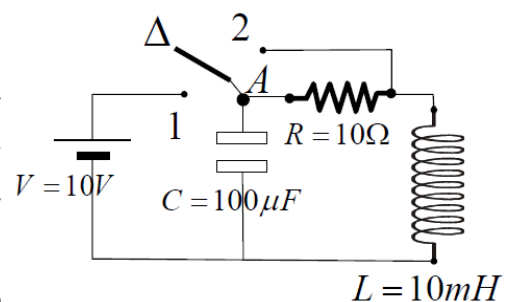 Δ 2
A
1
R = 10Ω
V = 10V
C = 100μF
L = 10mH